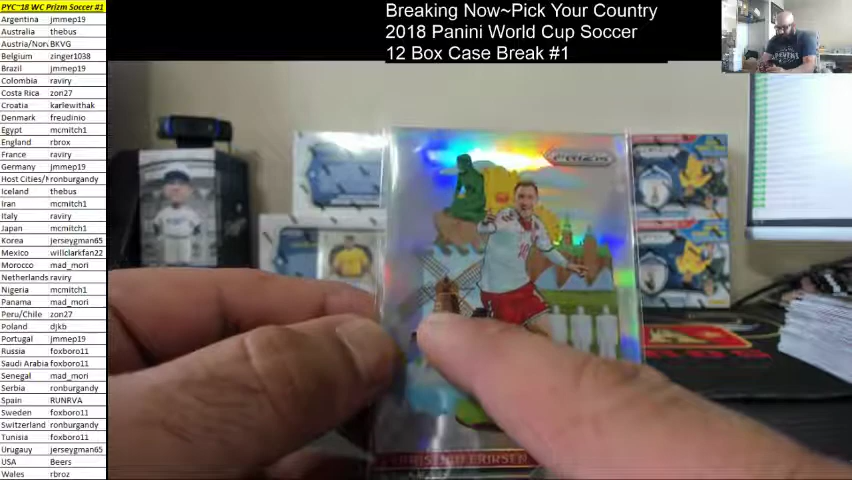 PYC~18 WC Prizm Soccer #1
Argentina jmmep19
Australia thebus
Austria/Nor BKVG
Belgium zinger1038
Brazil jmmep19
Colombia raviry
Costa Rica zon27
Croatia karlewithak
Denmark freudinio
Egypt mcmitch1
England rbrox
France raviry
Germany jmmep19
Host Cities/ ronburgandy
Iceland thebus
Iran mcmitch1
Italy raviry
Japan mcmitch1
Korea jerseygman65
Mexico willclarkfan22
Morocco mad_mori
Netherlands raviry
Nigeria mcmitch1
Panama mad_mori
Peru/Chile zon27
Poland djkb
Portugal jmmep19
Russia foxboro11
Saudi Arabia foxboro11
Senegal mad_mori
Serbia ronburgandy
Spain RUNRVA
Sweden foxboro11
Switzerland ronburgandy
Tunisia foxboro11
Urugauy jerseygman65
USA Beers
Wales rbroz
Breaking Now~Pick Your Country
2018 Panini World Cup Soccer
12 Box Case Break #1
PRIZM
CHRISTIAN ERIKSEN